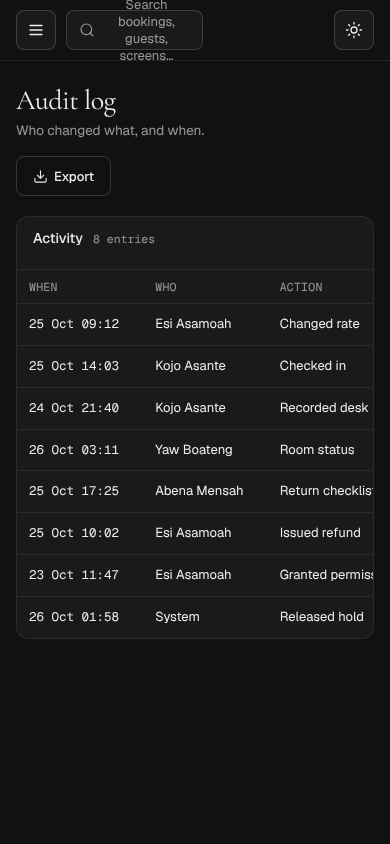 Search
bookings,
guests,
screens…
Audit log
Who changed what, and when.
Export
Activity 8 entries
WHEN WHO ACTION
25 Oct 09:12 Esi Asamoah Changed rate
25 Oct 14:03 Kojo Asante Checked in
24 Oct 21:40 Kojo Asante Recorded desk
26 Oct 03:11 Yaw Boateng Room status
25 Oct 17:25 Abena Mensah Return checklist
25 Oct 10:02 Esi Asamoah Issued refund
23 Oct 11:47 Esi Asamoah Granted permiss
26 Oct 01:58 System Released hold